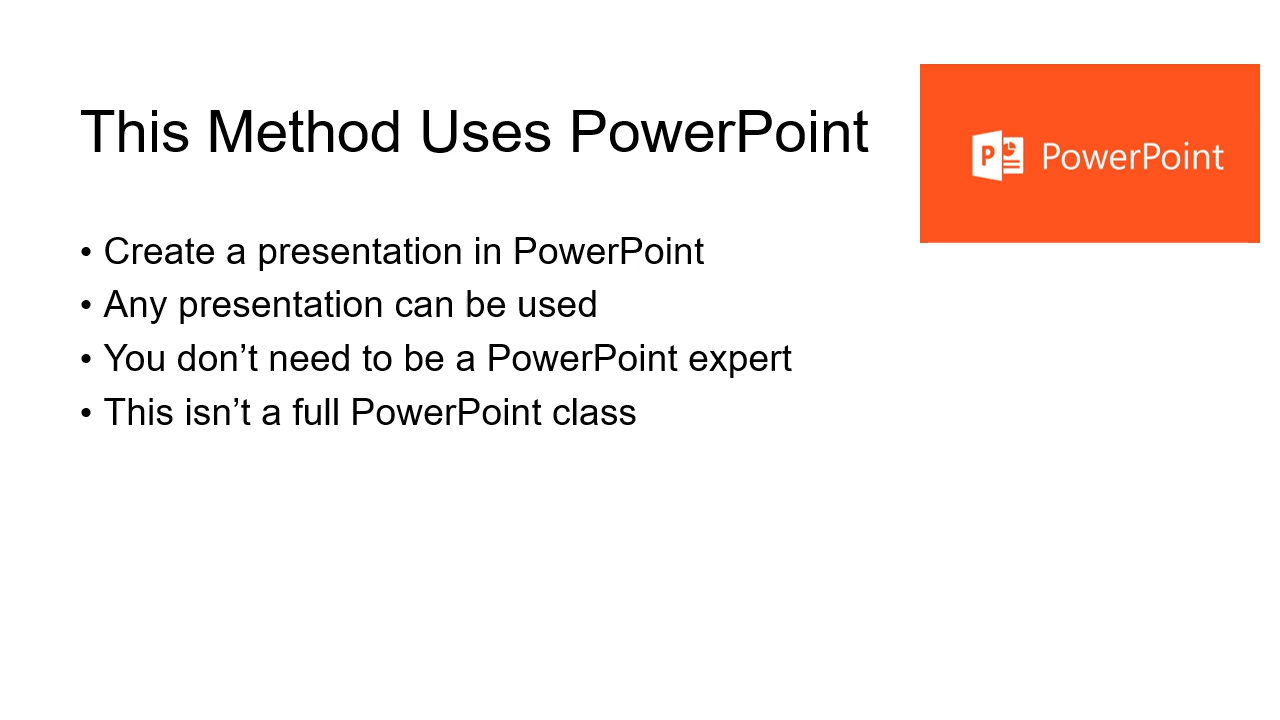 This Method Uses PowerPoint
P PowerPoint
• Create a presentation in PowerPoint
• Any presentation can be used
• You don’t need to be a PowerPoint expert
• This isn’t a full PowerPoint class